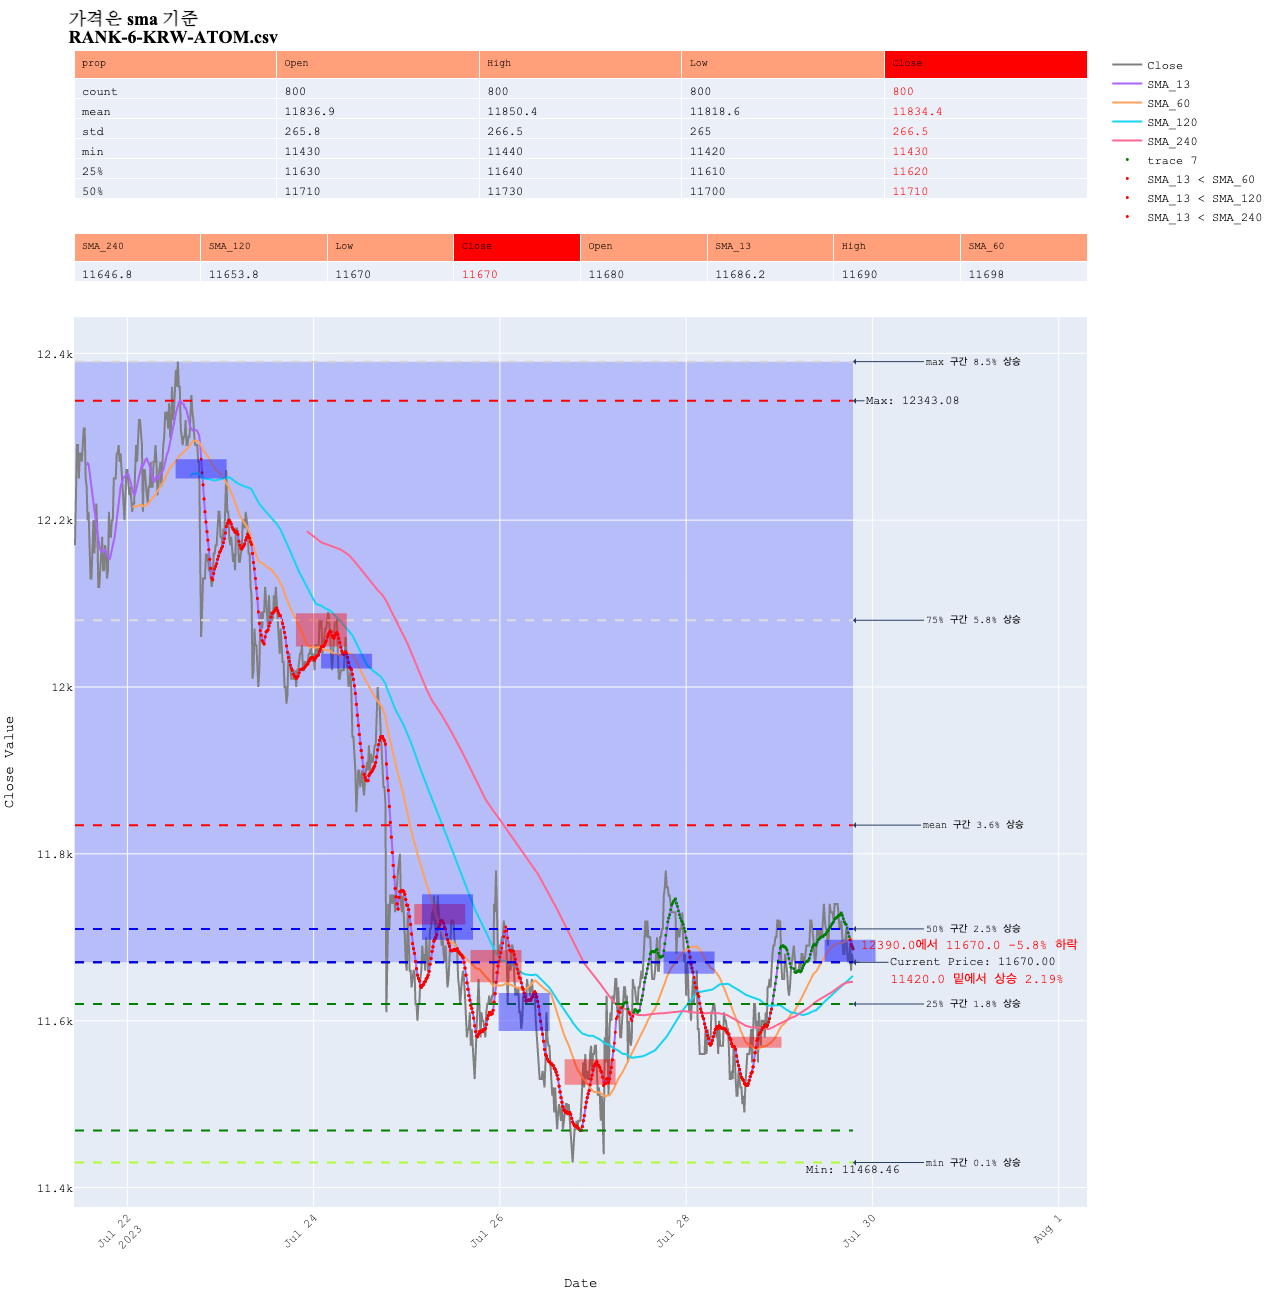 가격은 sma 기준
RANK-6-KRW-ATOM.csv
prop Open High Low Close
count 800 800 800 800
mean 11836.9 11850.4 11818.6 11834.4
std 265.8 266.5 265 266.5
min 11430 11440 11420 11430
25% 11630 11640 11610 11620
50% 11710 11730 11700 11710
Close
SMA_13
SMA_60
SMA_120
SMA_240
trace 7
SMA_13 < SMA_60
SMA_13 < SMA_120
SMA_13 < SMA_240
SMA_240 SMA_120 Low Close Open SMA_13 High SMA_60
11646.8 11653.8 11670 11670 11680 11686.2 11690 11698
12.4k
12.2k
12k
11.8k
11.6k
11.4k
Close Value
max 구간 8.5% 상승
Max: 12343.08
75% 구간 5.8% 상승
mean 구간 3.6% 상승
50% 구간 2.5% 상승
12390.0에서 11670.0 -5.8% 하락
Current Price: 11670.00
11420.0 밑에서 상승 2.19%
25% 구간 1.8% 상승
min 구간 0.1% 상승
Min: 11468.46
Jul 22
2023
Jul 24
Jul 26
Jul 28
Jul 30
Aug 1
Date